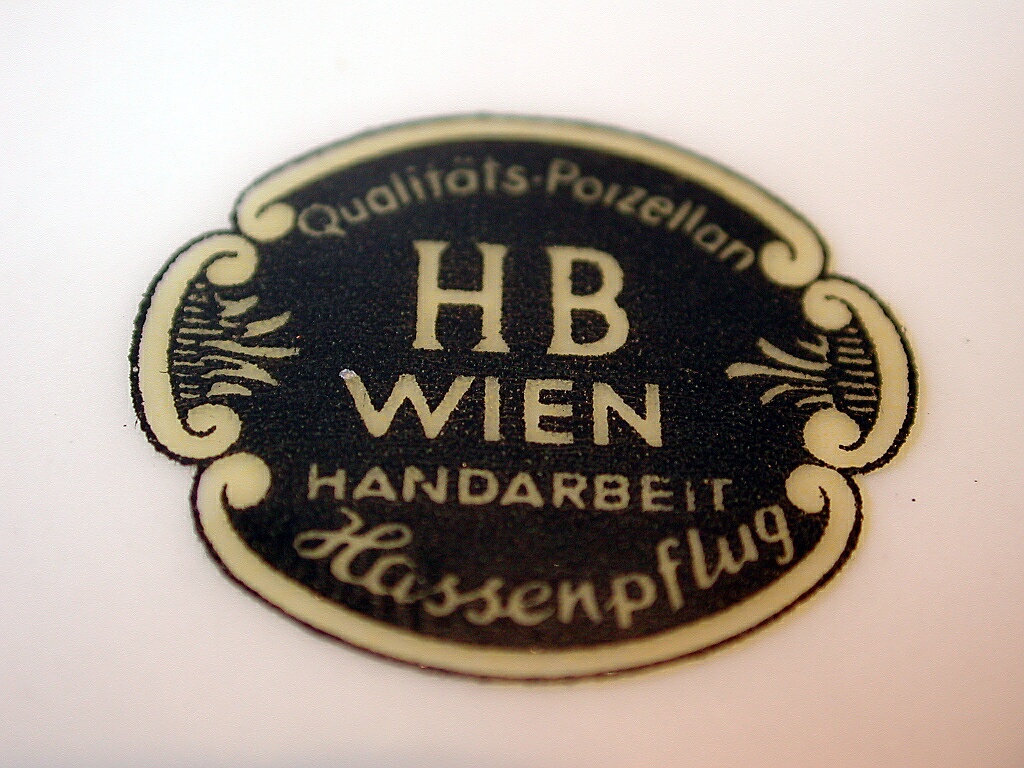 Qualitäts-Porzellan
HB
WIEN
HANDARBEIT
Hassenpflug